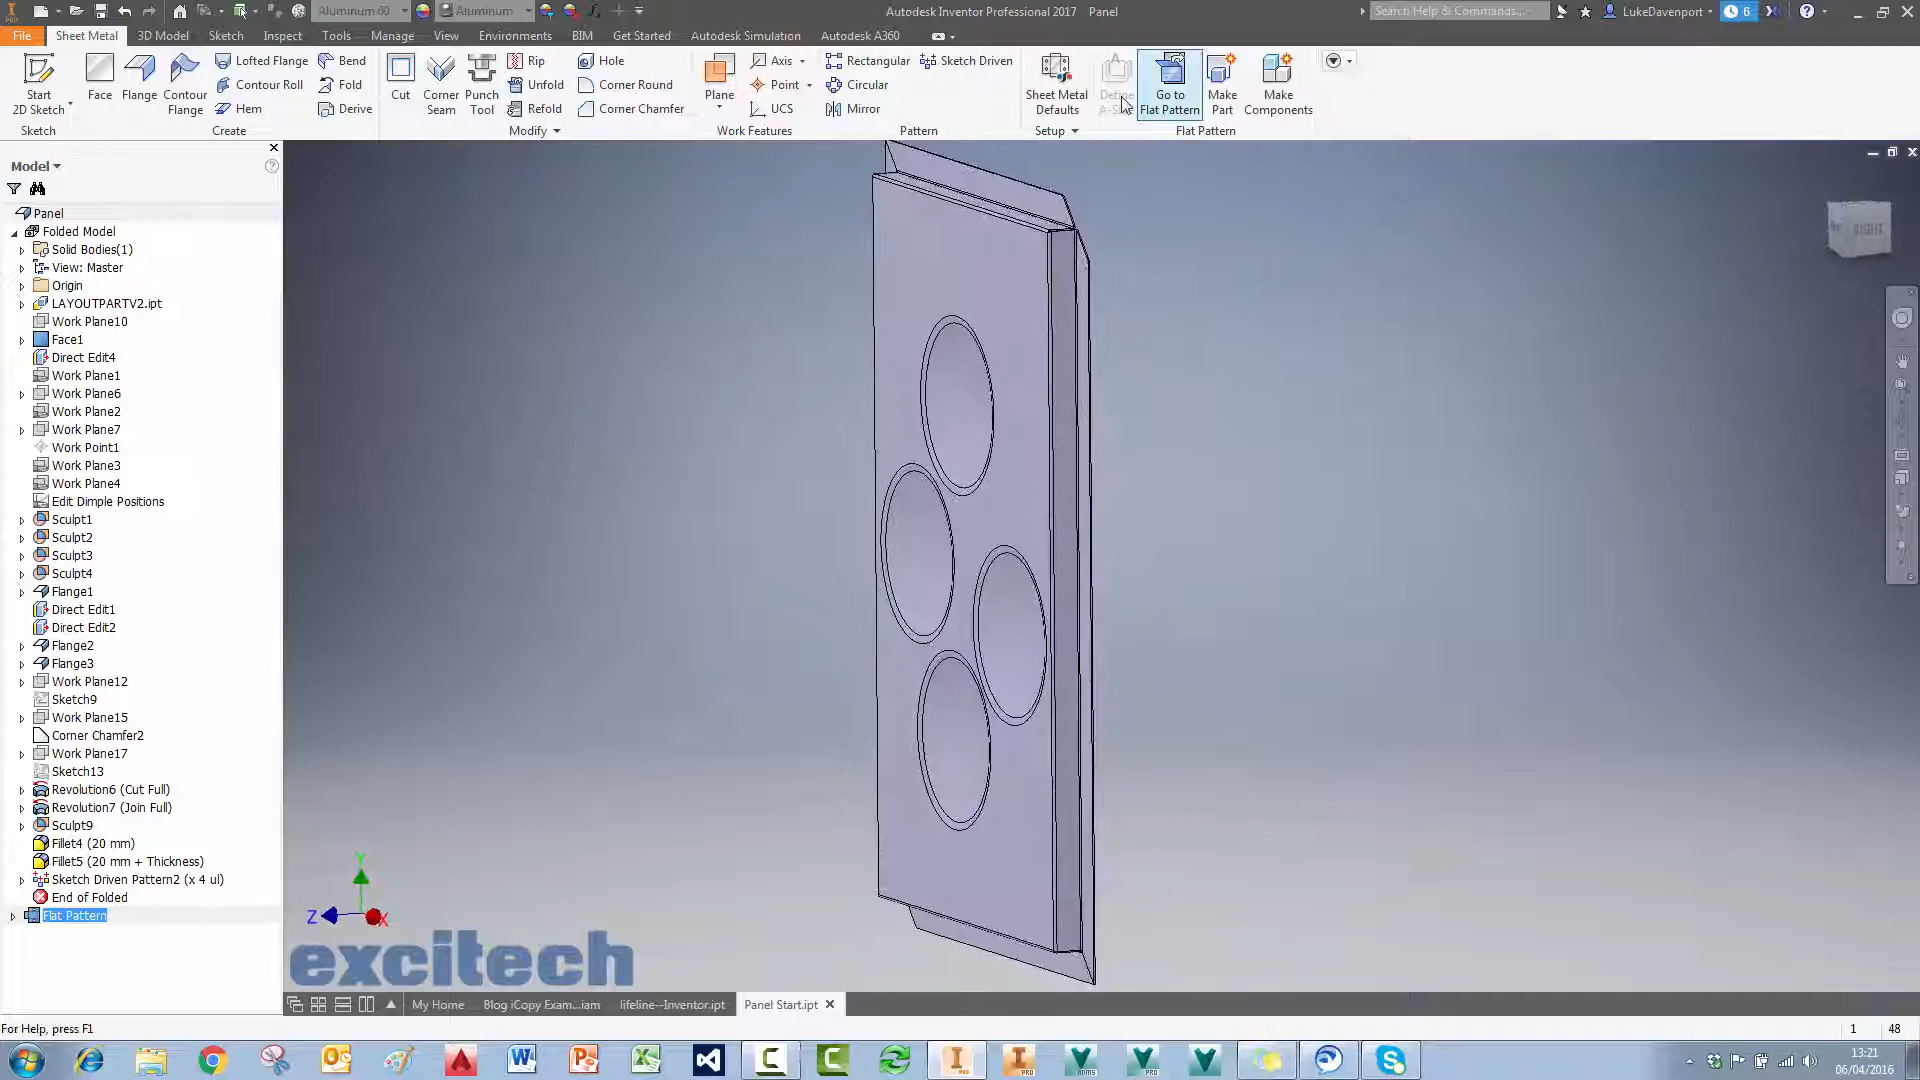 Aluminum 60
Aluminum
Autodesk Inventor Professional 2017 Panel
Search Help & Commands...
LukeDavenport
6
File
Sheet Metal
3D Model
Sketch
Inspect
Tools
Manage
View
Environments
BIM
Get Started
Autodesk Simulation
Autodesk A360
Start
2D Sketch
Face
Flange
Contour
Flange
Lofted Flange
Contour Roll
Hem
Bend
Fold
Derive
Cut
Corner
Seam
Punch
Tool
Rip
Unfold
Refold
Hole
Corner Round
Corner Chamfer
Plane
Axis
Point
UCS
Rectangular
Circular
Mirror
Sketch Driven
Sheet Metal
Defaults
Define
Go to
Flat Pattern
Make
Part
Make
Components
Sketch
Create
Modify
Work Features
Pattern
Setup
Flat Pattern
Model
Panel
Folded Model
Solid Bodies(1)
View: Master
Origin
LAYOUTPARTV2.ipt
Work Plane10
Face1
Direct Edit4
Work Plane1
Work Plane6
Work Plane2
Work Plane7
Work Point1
Work Plane3
Work Plane4
Edit Dimple Positions
Sculpt1
Sculpt2
Sculpt3
Sculpt4
Flange1
Direct Edit1
Direct Edit2
Flange2
Flange3
Work Plane12
Sketch9
Work Plane15
Corner Chamfer2
Work Plane17
Sketch13
Revolution6 (Cut Full)
Revolution7 (Join Full)
Sculpt9
Fillet4 (20 mm)
Fillet5 (20 mm + Thickness)
Sketch Driven Pattern2 (x 4 ul)
End of Folded
Flat Pattern
RIGHT
Y
Z
X
excitech
My Home
Blog iCopy Exam...iam
lifeline--Inventor.ipt
Panel Start.ipt
For Help, press F1
1
48
13:21
06/04/2016